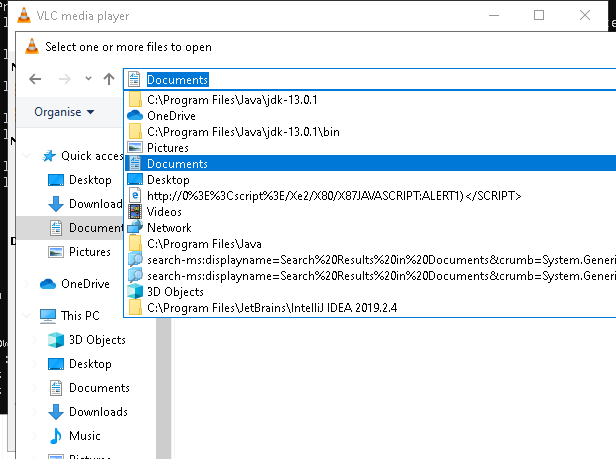 VLC media player
Select one or more files to open
Documents
Organise
C:\Program Files\Java\jdk-13.0.1
OneDrive
C:\Program Files\Java\jdk-13.0.1\bin
Pictures
Documents
Desktop
http://0%3E%3Cscript%3E/Xe2/X80/X87JAVASCRIPT:ALERT1)</SCRIPT>
Videos
Network
C:\Program Files\Java
search-ms:displayname=Search%20Results%20in%20Documents&crumb=System.Generi
search-ms:displayname=Search%20Results%20in%20Documents&crumb=System.Generi
3D Objects
C:\Program Files\JetBrains\IntelliJ IDEA 2019.2.4
Quick acces
Desktop
Download
Document
Pictures
OneDrive
This PC
3D Objects
Desktop
Documents
Downloads
Music